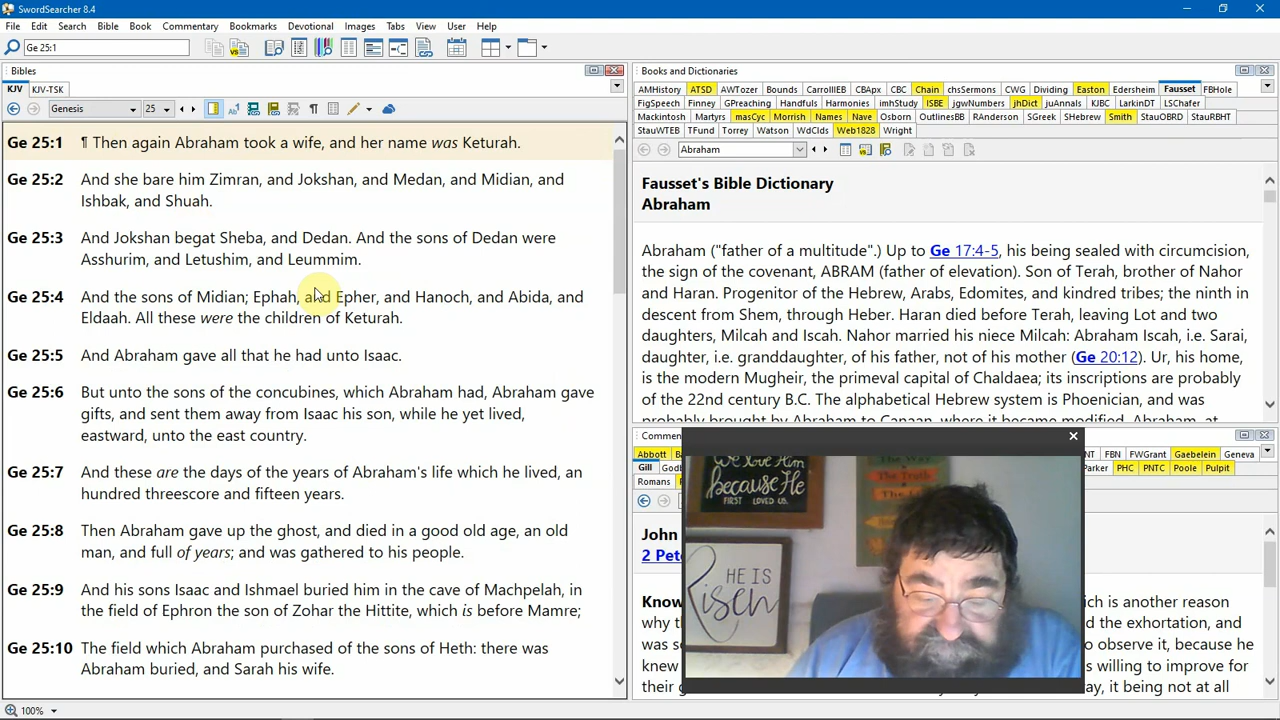 SwordSearcher 8.4
File Edit Search Bible Book Commentary Bookmarks Devotional Images Tabs View User Help
Ge 25:1
Bibles
KJV KJV-TSK
Genesis 25
Ge 25:1 ¶ Then again Abraham took a wife, and her name was Keturah.
Ge 25:2 And she bare him Zimran, and Jokshan, and Medan, and Midian, and
Ishbak, and Shuah.
Ge 25:3 And Jokshan begat Sheba, and Dedan. And the sons of Dedan were
Asshurim, and Letushim, and Leummim.
Ge 25:4 And the sons of Midian; Ephah, and Epher, and Hanoch, and Abida, and
Eldaah. All these were the children of Keturah.
Ge 25:5 And Abraham gave all that he had unto Isaac.
Ge 25:6 But unto the sons of the concubines, which Abraham had, Abraham gave
gifts, and sent them away from Isaac his son, while he yet lived,
eastward, unto the east country.
Ge 25:7 And these are the days of the years of Abraham's life which he lived, an
hundred threescore and fifteen years.
Ge 25:8 Then Abraham gave up the ghost, and died in a good old age, an old
man, and full of years; and was gathered to his people.
Ge 25:9 And his sons Isaac and Ishmael buried him in the cave of Machpelah, in
the field of Ephron the son of Zohar the Hittite, which is before Mamre;
Ge 25:10 The field which Abraham purchased of the sons of Heth: there was
Abraham buried, and Sarah his wife.
100%
Books and Dictionaries
AMHistory ATSD AWTozer Bounds CarrollIEB CBApx CBC Chain chsSermons DCC Dividing Easton Edersheim Fausset FBHole
FigSpeech Finney GPreaching Handfuls Harmonies imhStudy ISBE jgwNumbers jhDict juAnnals KJBC LarkinDT LSChafer
Mackintosh Martyrs masCyc Morrish Names Nave Osborn OutlinesBB RAnderson SGreek SHebrew Smith StauOBRD StauRBHT
StauWTEB TFund Torrey Watson WdClds Web1828 Wright
Abraham
Fausset's Bible Dictionary
Abraham
Abraham ("father of a multitude".) Up to Ge 17:4-5, his being sealed with circumcision,
the sign of the covenant, ABRAM (father of elevation). Son of Terah, brother of Nahor
and Haran. Progenitor of the Hebrew, Arabs, Edomites, and kindred tribes; the ninth in
descent from Shem, through Heber. Haran died before Terah, leaving Lot and two
daughters, Milcah and Iscah. Nahor married his niece Milcah: Abraham Iscah, i.e. Sarai,
daughter, i.e. granddaughter, of his father, not of his mother (Ge 20:12). Ur, his home,
is the modern Mugheir, the primeval capital of Chaldaea; its inscriptions are probably
of the 22nd century B.C. The alphabetical Hebrew system is Phoenician, and was
probably brought by Abraham to Canaan, where it became modified. Abraham, at
Commen
Abbott NT FBN FWGrant Gaebelein Geneva
Gill Parker PHC PNTC Poole Pulpit
Romans
John
2 Pet
Know ich is another reason
why th d the exhortation, and
was so o observe it, because he
knew s willing to improve for
their g ay, it being not at all
We love Him
because He
FIRST LOVED US.
The Way
The Truth
HE IS
Risen